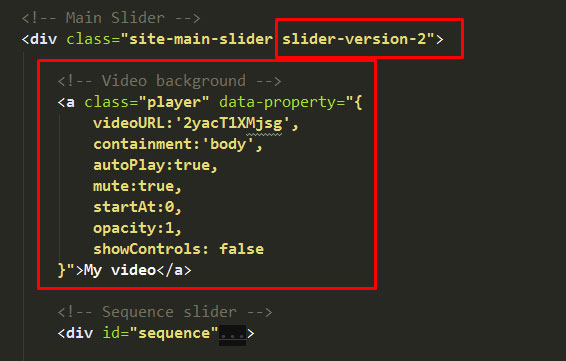 <!-- Main Slider -->
<div class="site-main-slider slider-version-2">
<!-- Video background -->
<a class="player" data-property="{
videoURL:'2yacT1XMjsg',
containment:'body',
autoPlay:true,
mute:true,
startAt:0,
opacity:1,
showControls: false
}">My video</a>
<!-- Sequence slider -->
<div id="sequence"...>